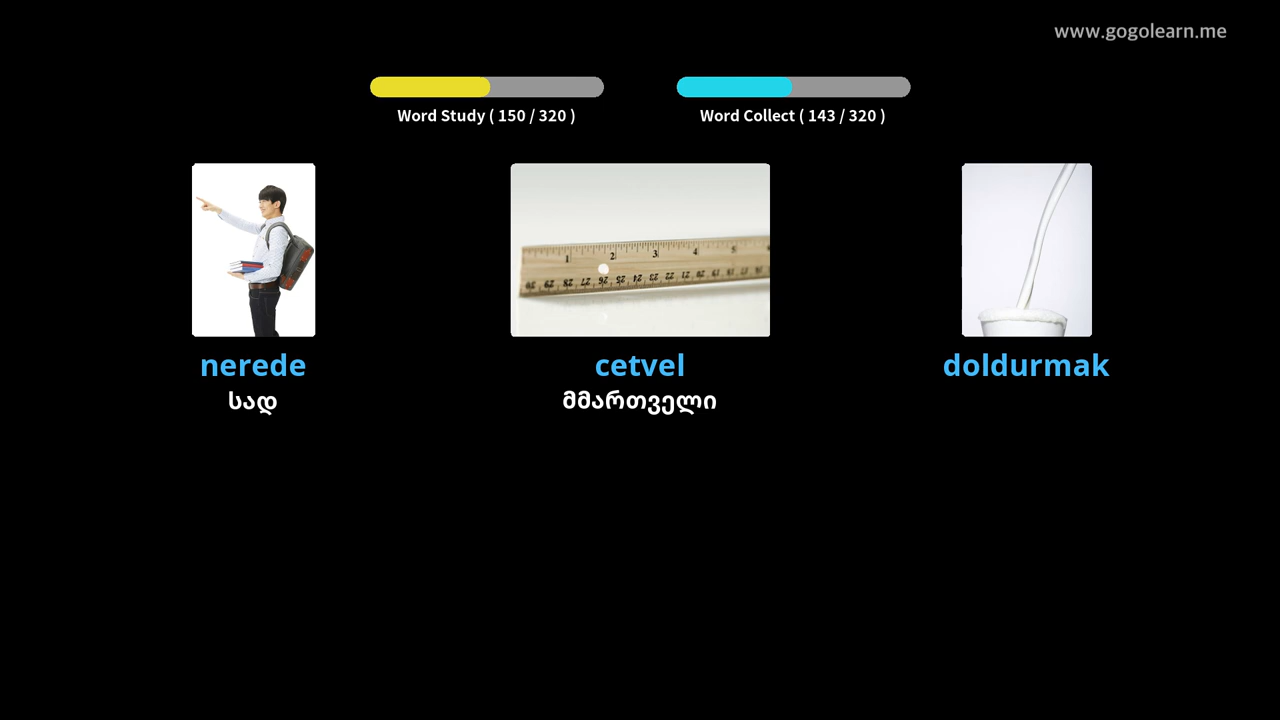 www.gogolearn.me
Word Study ( 150 / 320 )
Word Collect ( 143 / 320 )
nerede
cetvel
doldurmak
სად
მმართველი